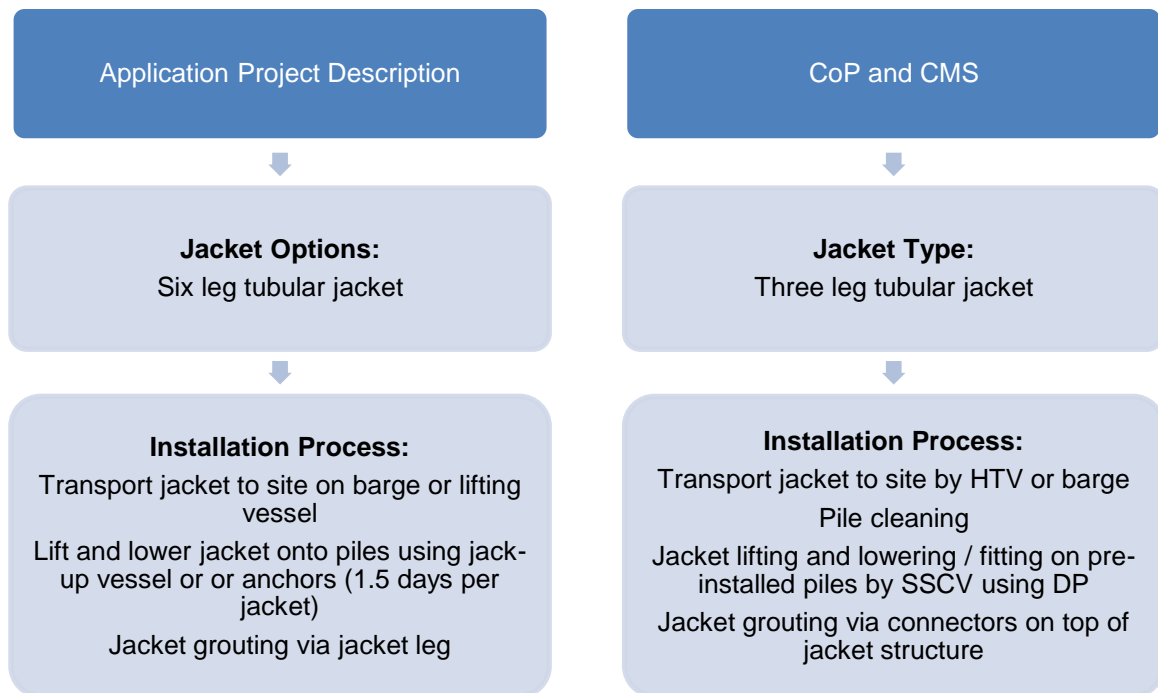 Application Project Description
Jacket Options:
Six leg tubular jacket
Installation Process:
Transport jacket to site on barge or lifting
vessel
Lift and lower jacket onto piles using jack-
up vessel or or anchors (1.5 days per
jacket)
Jacket grouting via jacket leg
CoP and CMS
Jacket Type:
Three leg tubular jacket
Installation Process:
Transport jacket to site by HTV or barge
Pile cleaning
Jacket lifting and lowering / fitting on pre-
installed piles by SSCV using DP
Jacket grouting via connectors on top of
jacket structure